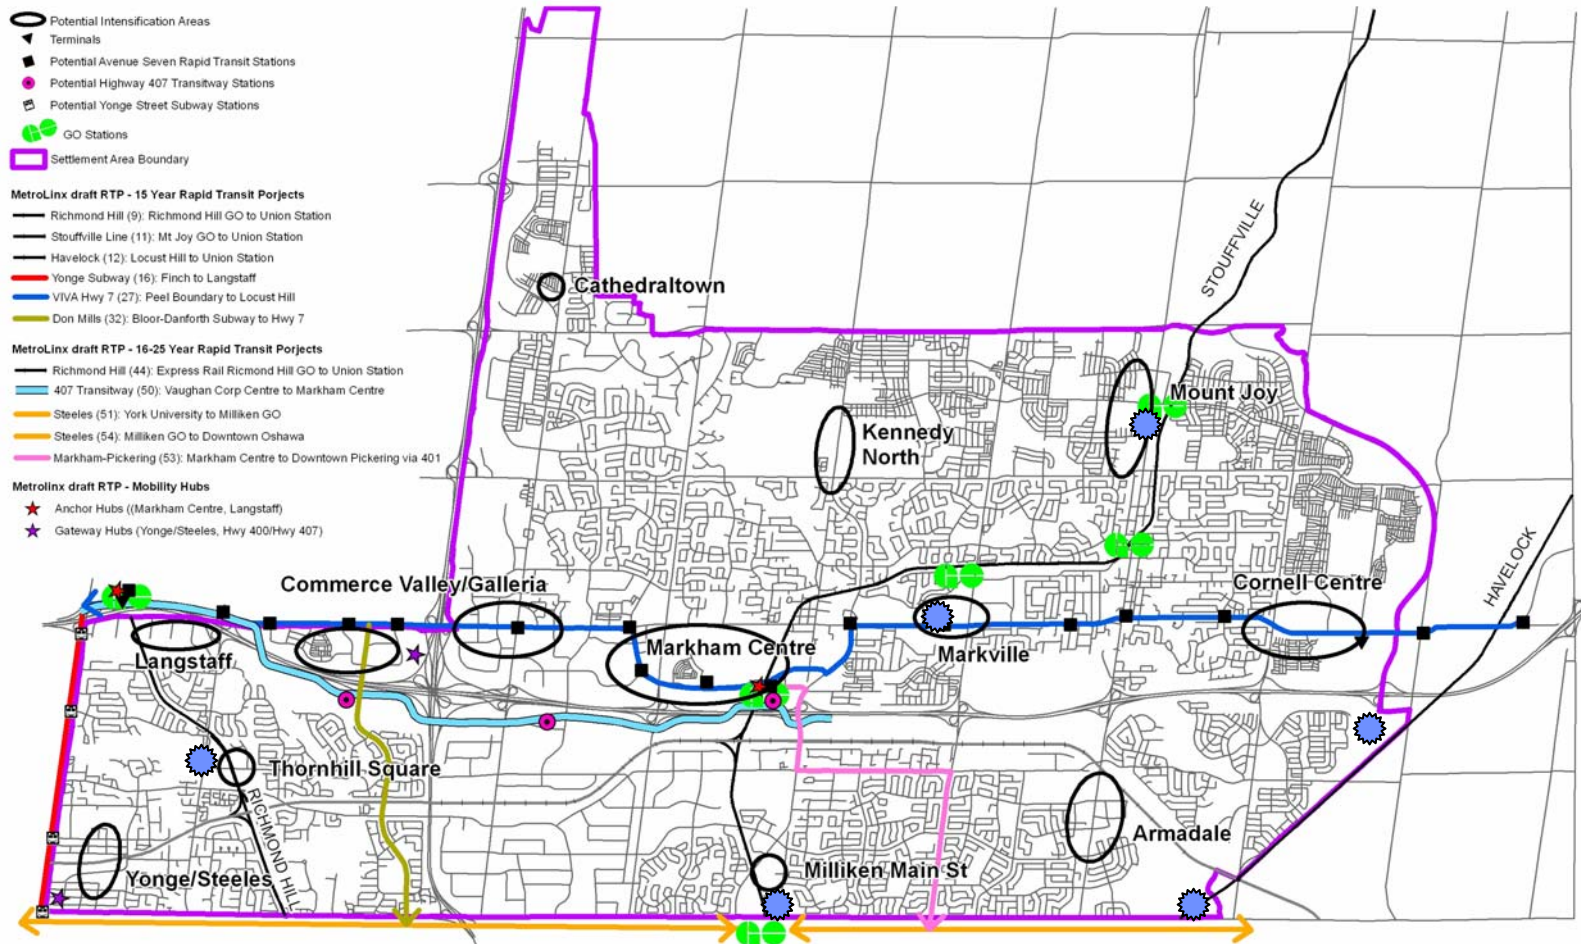 Potential Intensification Areas
Terminals
Potential Avenue Seven Rapid Transit Stations
Potential Highway 407 Transitway Stations
Potential Yonge Street Subway Stations
GO Stations
Settlement Area Boundary
MetroLinx draft RTP - 15 Year Rapid Transit Porjects
Richmond Hill (9): Richmond Hill GO to Union Station
Stouffville Line (11): Mt Joy GO to Union Station
Havelock (12): Locust Hill to Union Station
Yonge Subway (16): Finch to Langstaff
VIVA Hwy 7 (27): Peel Boundary to Locust Hill
Don Mills (32): Bloor-Danforth Subway to Hwy 7
MetroLinx draft RTP - 16-25 Year Rapid Transit Porjects
Richmond Hill (44): Express Rail Ricmond Hill GO to Union Station
407 Transitway (50): Vaughan Corp Centre to Markham Centre
Steeles (51): York University to Milliken GO
Steeles (54): Milliken GO to Downtown Oshawa
Markham-Pickering (53): Markham Centre to Downtown Pickering via 401
Metrolinx draft RTP - Mobility Hubs
Anchor Hubs ((Markham Centre, Langstaff)
Gateway Hubs (Yonge/Steeles, Hwy 400/Hwy 407)
STOUFFVILLE
Cathedraltown
Mount Joy
Kennedy
North
HAVELOCK
Commerce Valley/Galleria
Cornell Centre
Langstaff
Markham Centre
Markville
Thornhill Square
RICHMOND HILL
Armadale
Milliken Main St
Yonge/Steeles